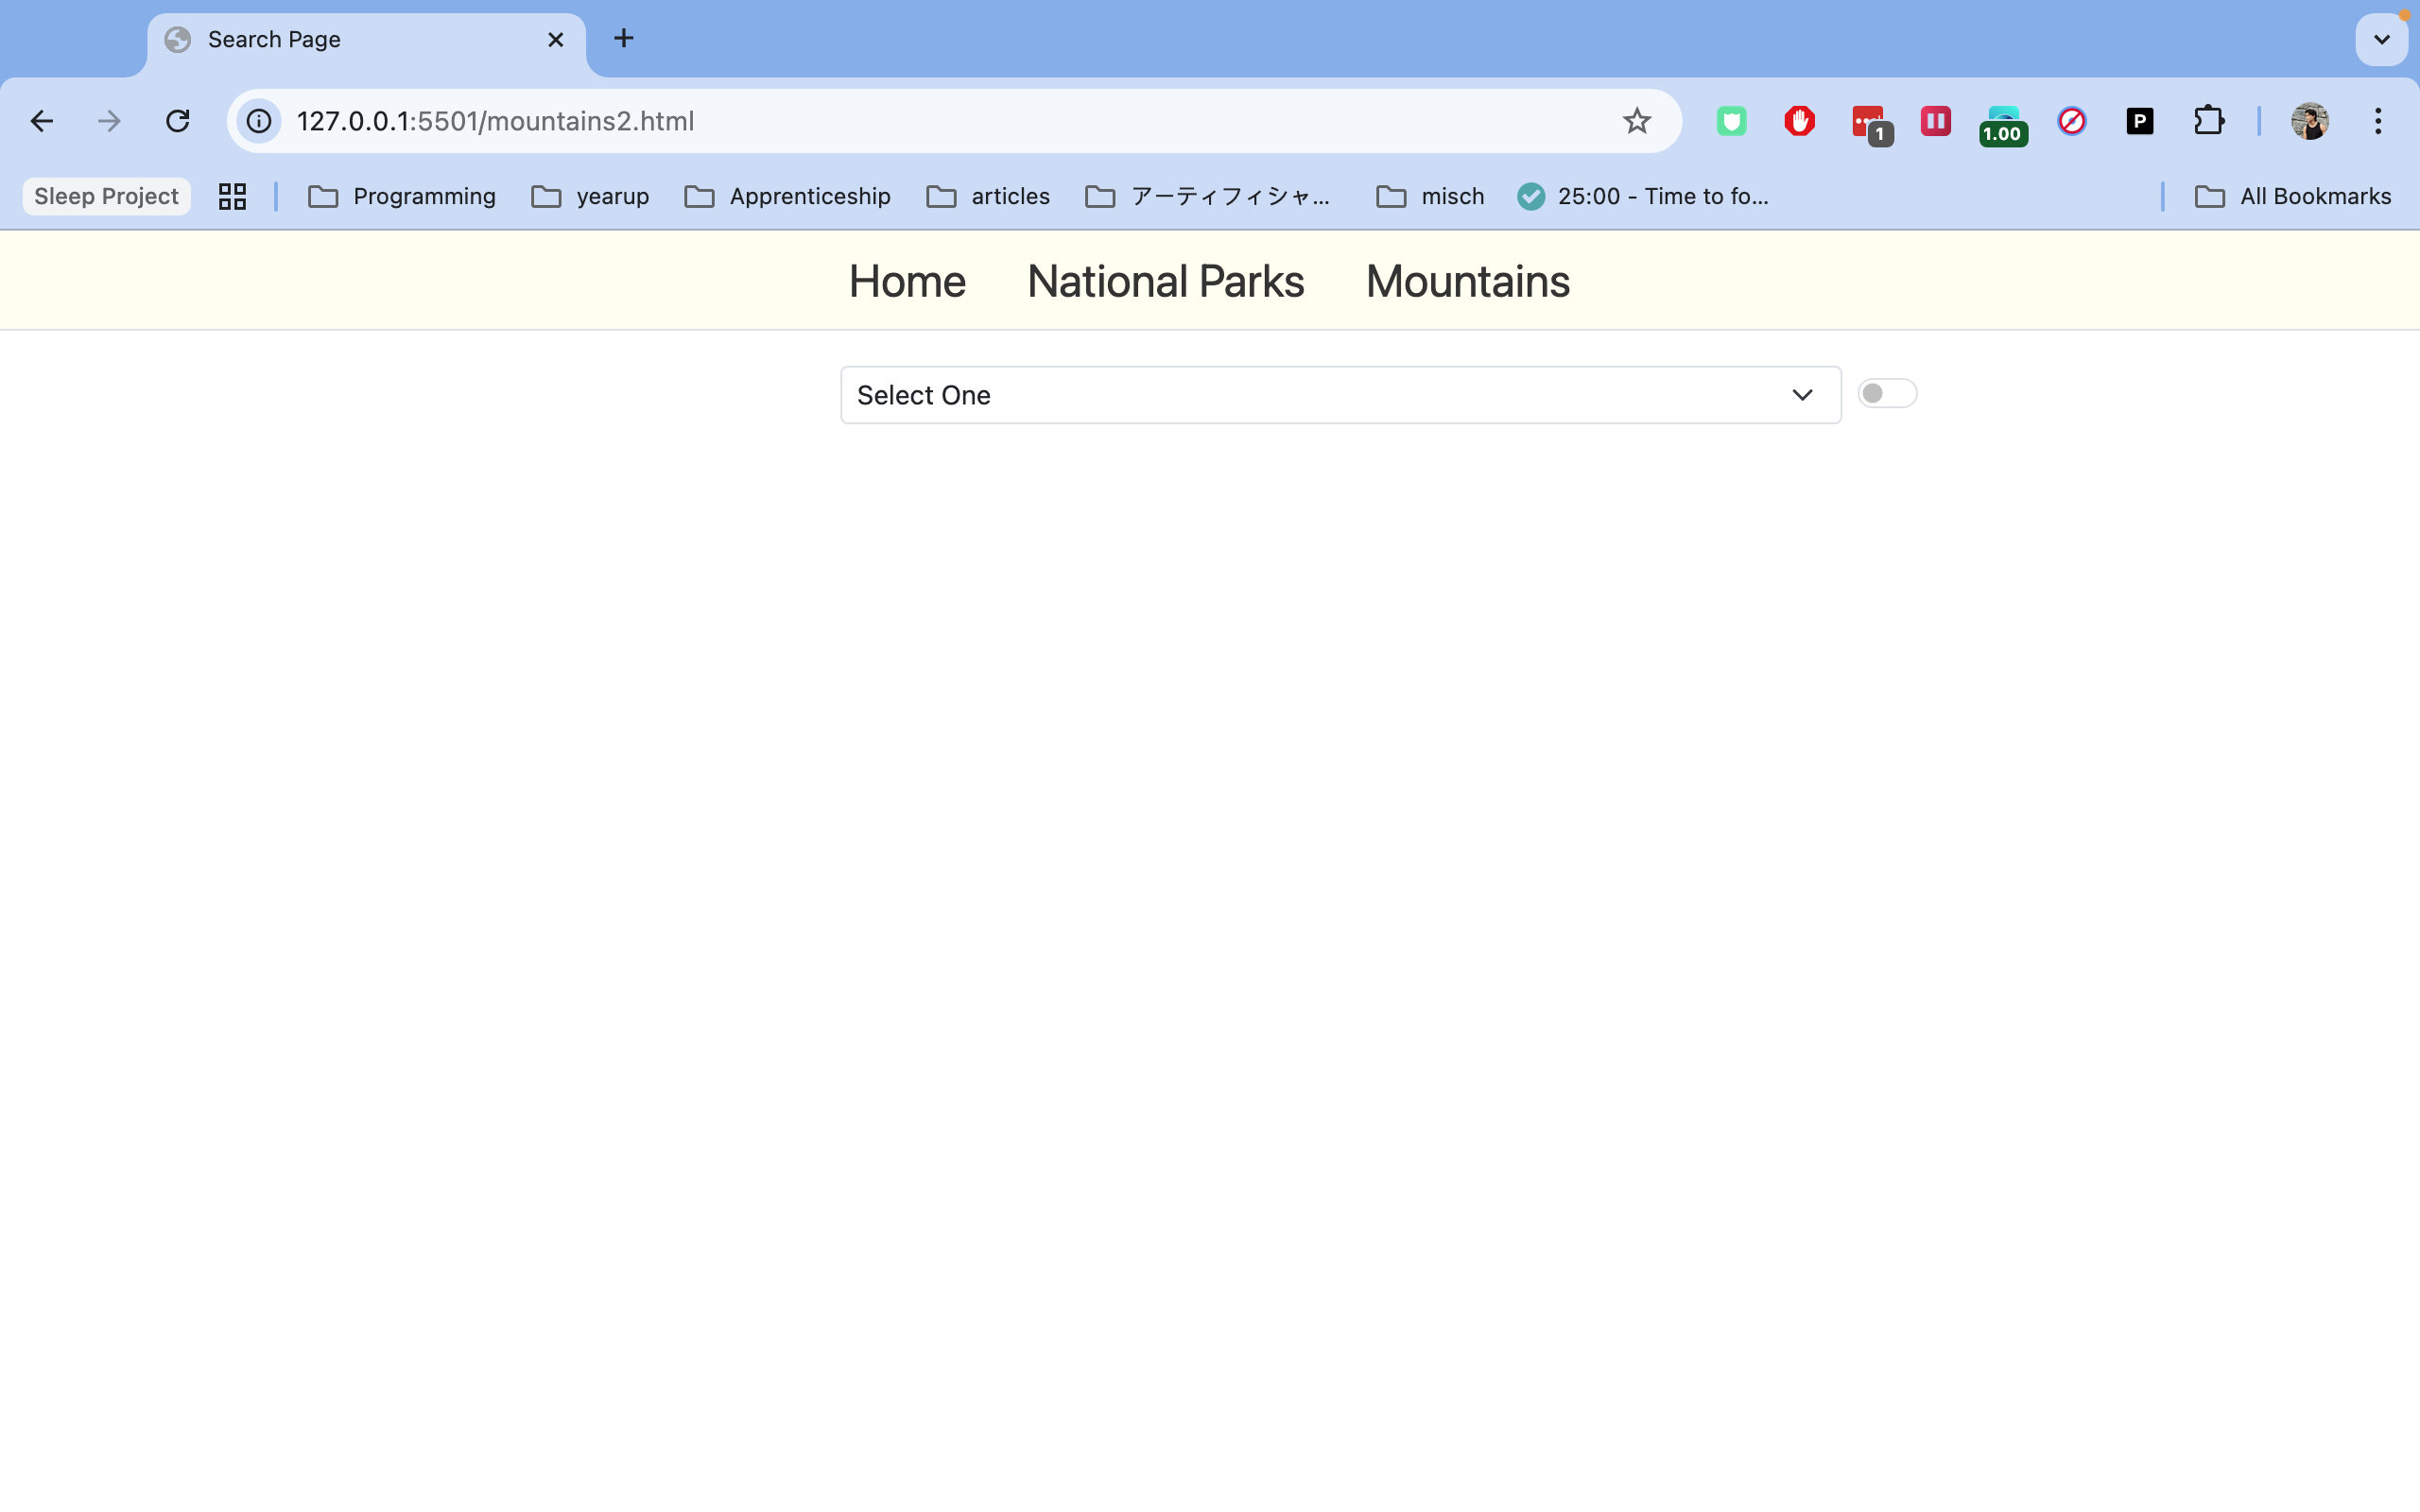 Search Page
127.0.0.1:5501/mountains2.html
1
1.00
P
Sleep Project
Programming
yearup
Apprenticeship
articles
アーティフィシャ...
misch
25:00 - Time to fo...
All Bookmarks
Home National Parks Mountains
Select One